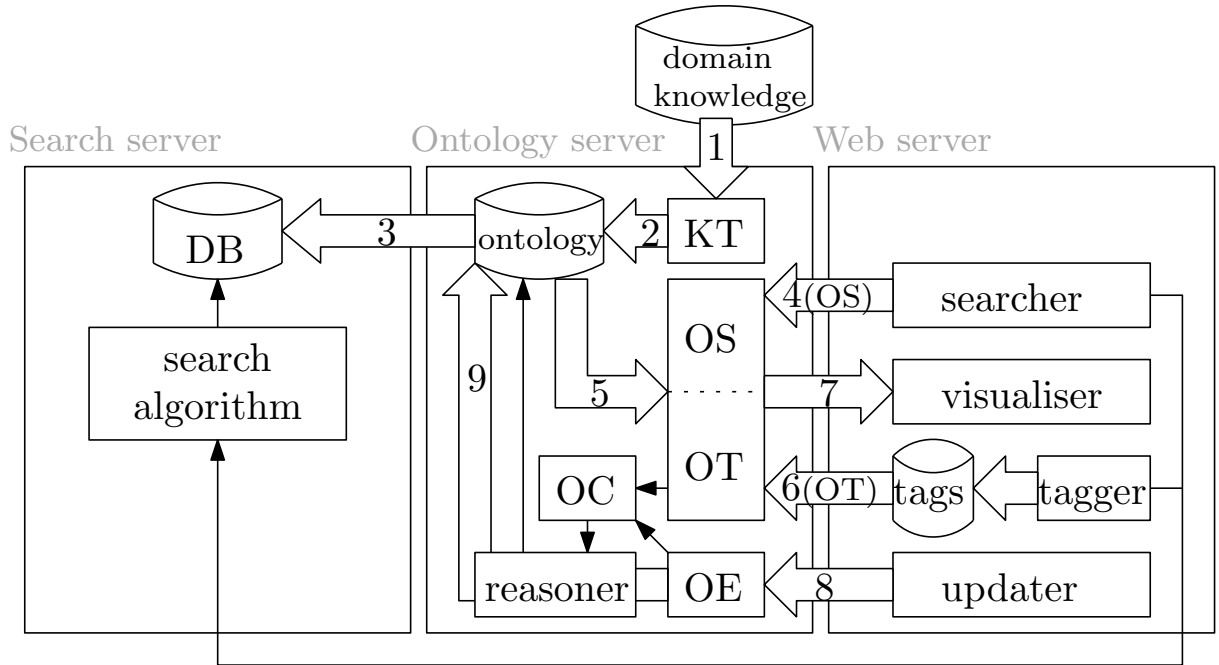 domain
knowledge
Search server
Ontology server
Web server
1
DB
3
ontology
2
KT
4(OS)
searcher
search
algorithm
9
5
OS
7
visualiser
OC
OT
6(OT)
tags
tagger
reasoner
OE
8
updater